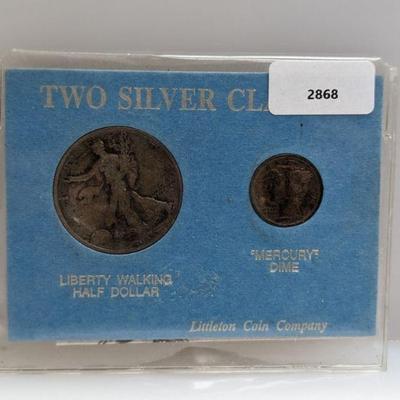 2868
TWO SILVER CLA
LIBERTY WALKING
HALF DOLLAR
"MERCURY"
DIME
Littleton Coin Company